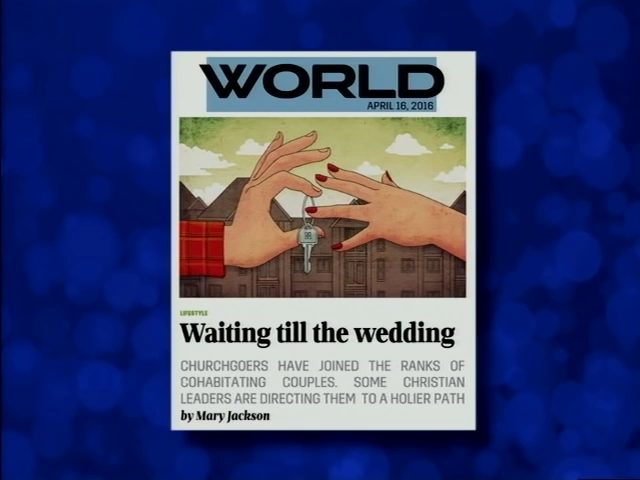 WORLD
APRIL 16, 2016
LIFESTYLE
Waiting till the wedding
CHURCHGOERS HAVE JOINED THE RANKS OF
COHABITATING COUPLES. SOME CHRISTIAN
LEADERS ARE DIRECTING THEM TO A HOLIER PATH
by Mary Jackson